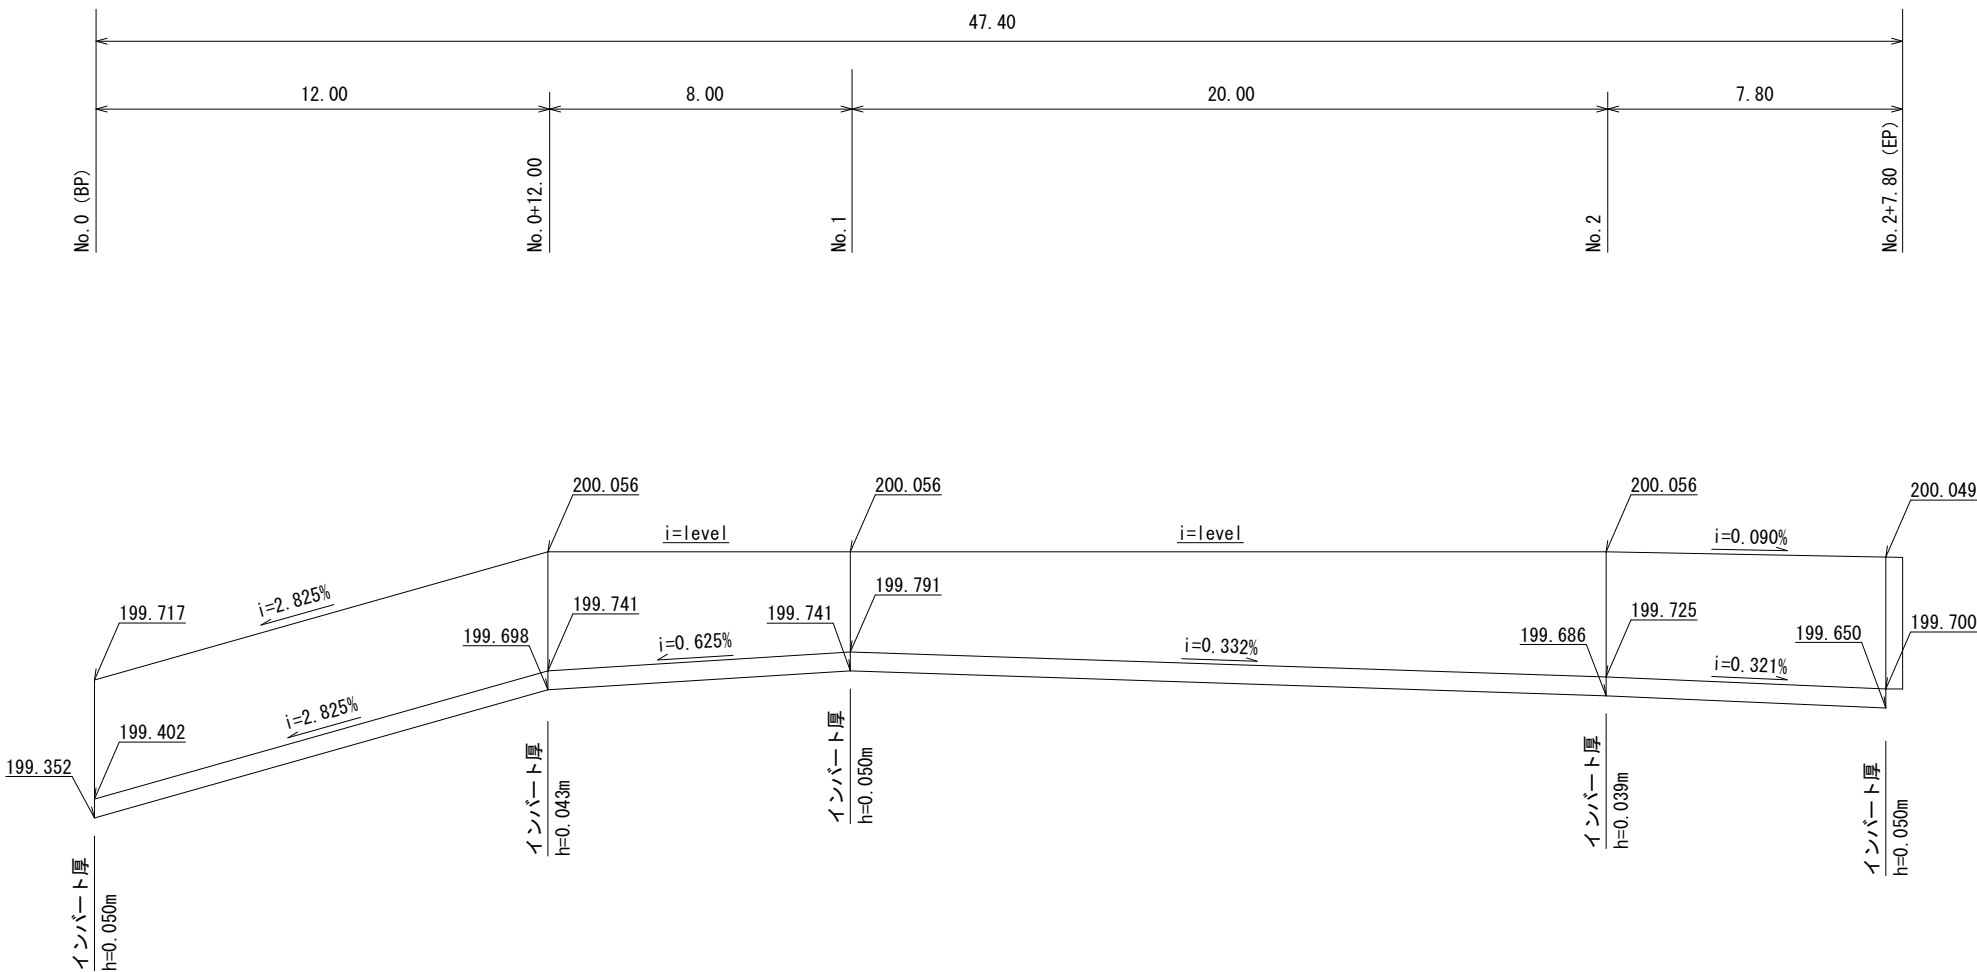 47.40
12.00
8.00
20.00
7.80
No.0 (BP)
No.0+12.00
No.1
No.2
No.2+7.80 (EP)
200.056
200.056
200.056
200.049
i=level
i=level
i=0.090%
i=2.825%
199.717
199.741
199.791
199.741
199.698
199.725
199.686
199.650
199.700
i=0.625%
i=0.332%
i=0.321%
i=2.825%
199.402
199.352
インバート厚
h=0.050m
インバート厚
h=0.043m
インバート厚
h=0.050m
インバート厚
h=0.039m
インバート厚
h=0.050m